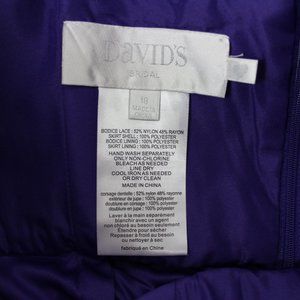 DAVID'S
BRIDAL
18
MADE IN
CHINA
BODICE LACE : 52% NYLON 48% RAYON
SKIRT SHELL : 100% POLYESTER
BODICE LINING : 100% POLYESTER
SKIRT LINING : 100% POLYESTER
HAND WASH SEPARATELY
ONLY NON-CHLORINE
BLEACH AS NEEDED
LINE DRY
COOL IRON AS NEEDED
OR DRY CLEAN
corsage dentelle : 52% nylon 48% rayonne
extérieur de jupe : 100% polyester
doublure en corsage : 100% polyester
doublure en jupe : 100% polyester
Laver à la main séparément
blanchir avec un agent
non chloré au besoin seulement
Étendre pour sécher
Repasser à froid au besoin
ou nettoyer à sec
fabriqué en Chine